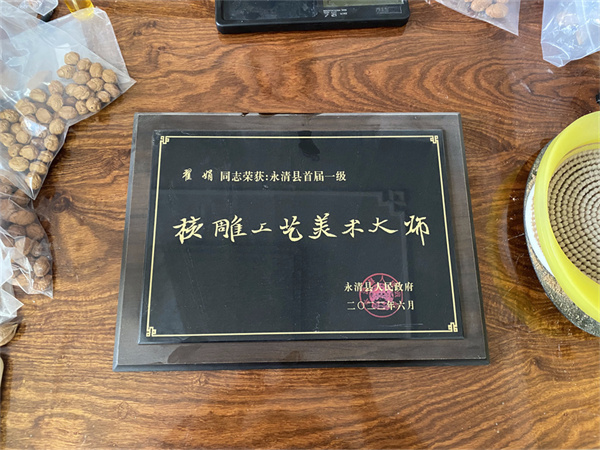 翟 娟 同志荣获:永清县首届一级
核雕工艺美术大师
永清县人民政府
二〇二二年六月